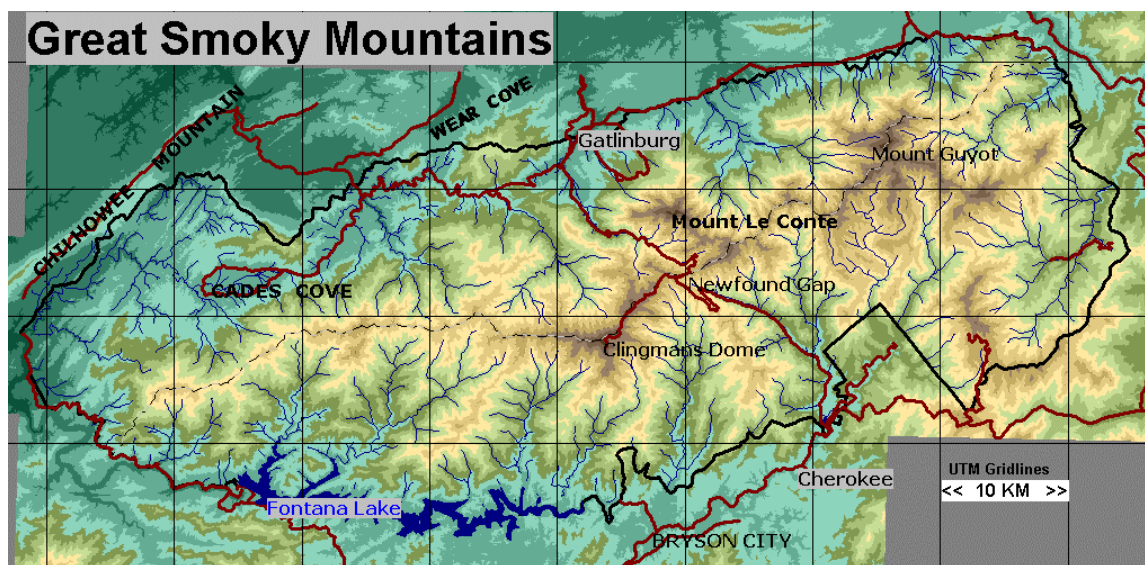 Great Smoky Mountains
WEAR COVE
CHILHOWEE MOUNTAIN
Gatlinburg
Mount Guyot
Mount Le Conte
CADES COVE
Newfound Gap
Clingmans Dome
UTM Gridlines
<< 10 KM >>
Cherokee
Fontana Lake
BRYSON CITY